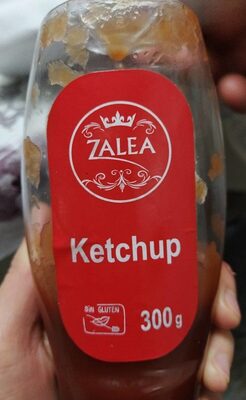 ZALEA
Ketchup
SIN GLUTEN
300g